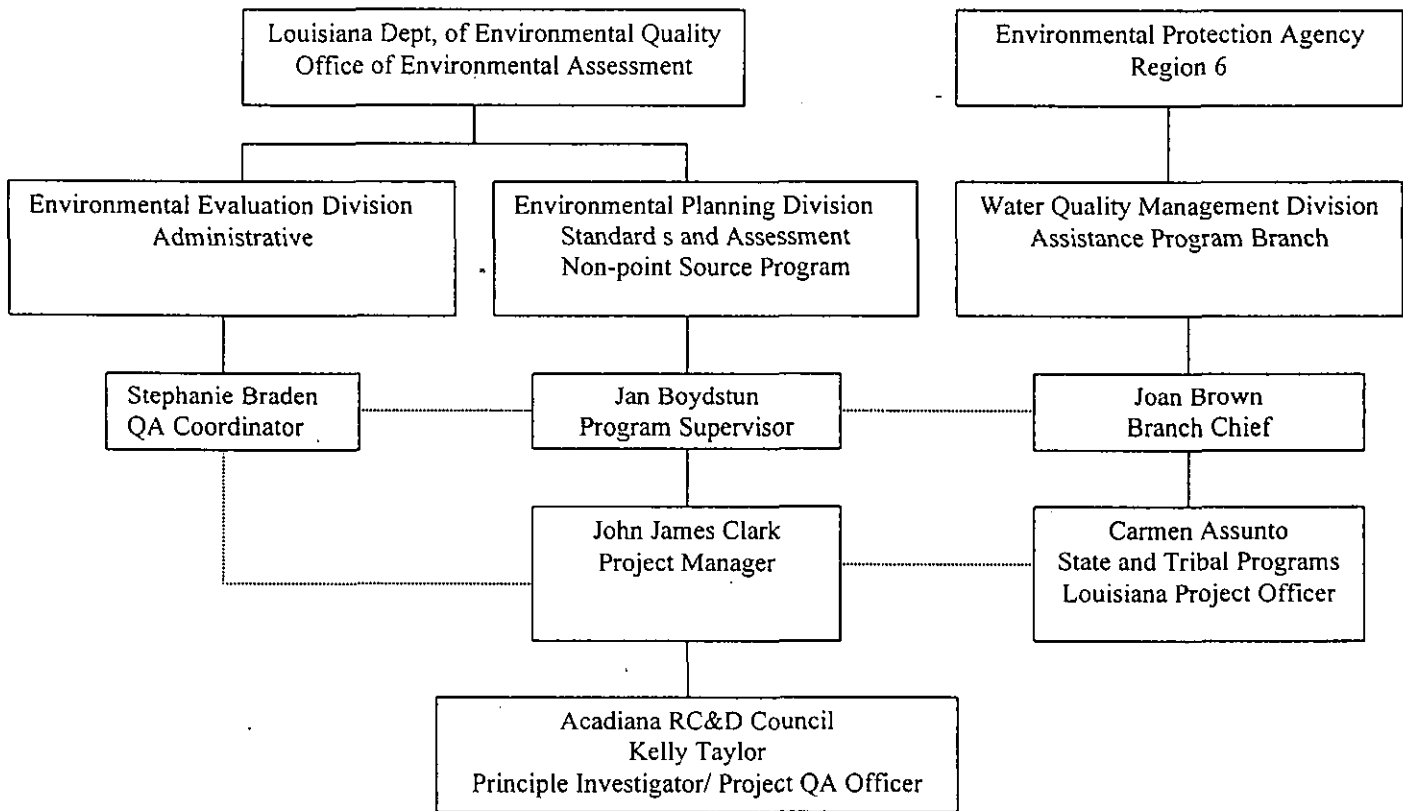 Louisiana Dept, of Environmental Quality
Office of Environmental Assessment
Environmental Protection Agency
Region 6
Environmental Evaluation Division
Administrative
Environmental Planning Division
Standard s and Assessment
Non-point Source Program
Water Quality Management Division
Assistance Program Branch
Stephanie Braden
QA Coordinator
Jan Boydstun
Program Supervisor
Joan Brown
Branch Chief
John James Clark
Project Manager
Carmen Assunto
State and Tribal Programs
Louisiana Project Officer
Acadiana RC&D Council
Kelly Taylor
Principle Investigator/ Project QA Officer